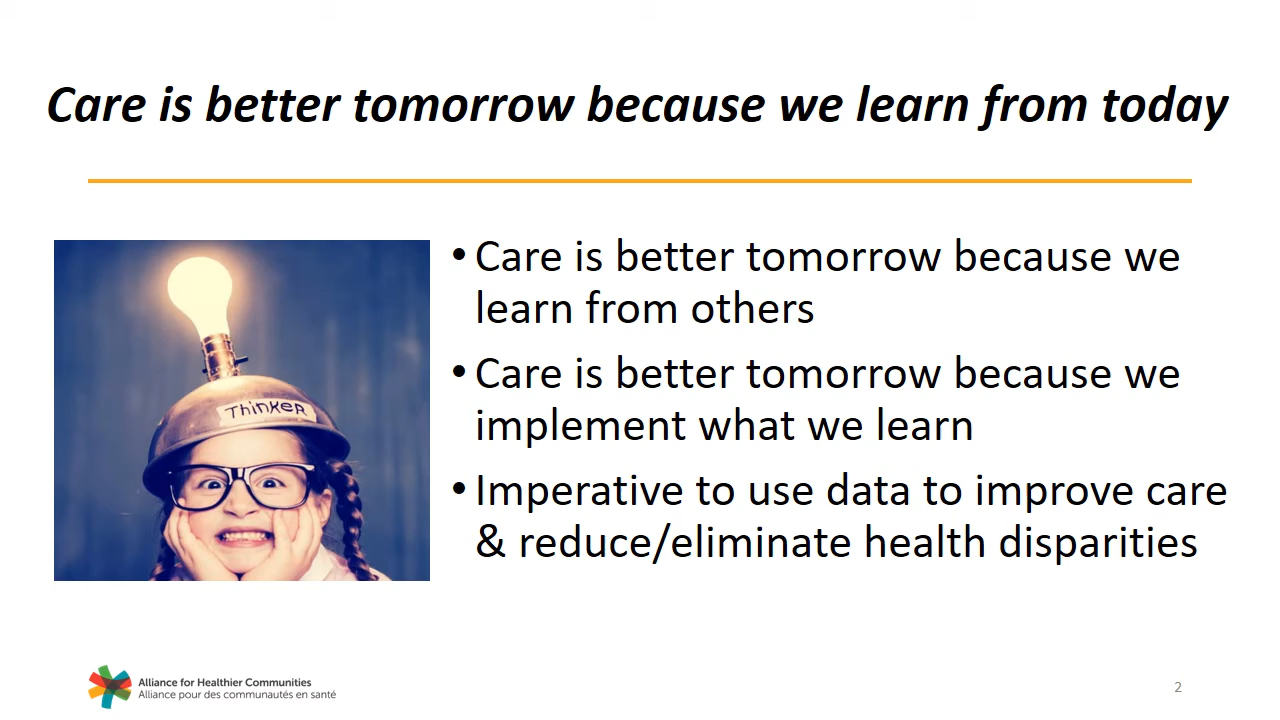 Care is better tomorrow because we learn from today
• Care is better tomorrow because we
learn from others
• Care is better tomorrow because we
implement what we learn
• Imperative to use data to improve care
& reduce/eliminate health disparities
Thinker
Alliance for Healthier Communities
Alliance pour des communautés en santé
2